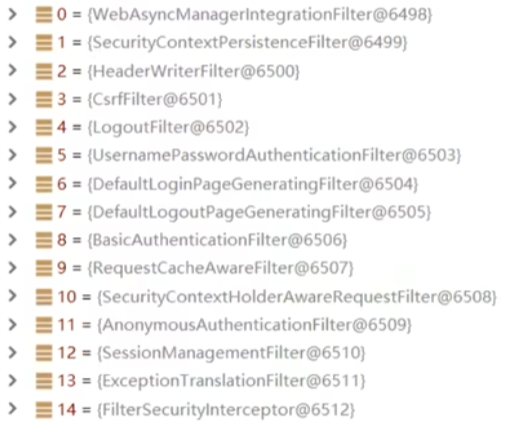 0 = {WebAsyncManagerIntegrationFilter@6498}
1 = {SecurityContextPersistenceFilter@6499}
2 = {HeaderWriterFilter@6500}
3 = {CsrfFilter@6501}
4 = {LogoutFilter@6502}
5 = {UsernamePasswordAuthenticationFilter@6503}
6 = {DefaultLoginPageGeneratingFilter@6504}
7 = {DefaultLogoutPageGeneratingFilter@6505}
8 = {BasicAuthenticationFilter@6506}
9 = {RequestCacheAwareFilter@6507}
10 = {SecurityContextHolderAwareRequestFilter@6508}
11 = {AnonymousAuthenticationFilter@6509}
12 = {SessionManagementFilter@6510}
13 = {ExceptionTranslationFilter@6511}
14 = {FilterSecurityInterceptor@6512}